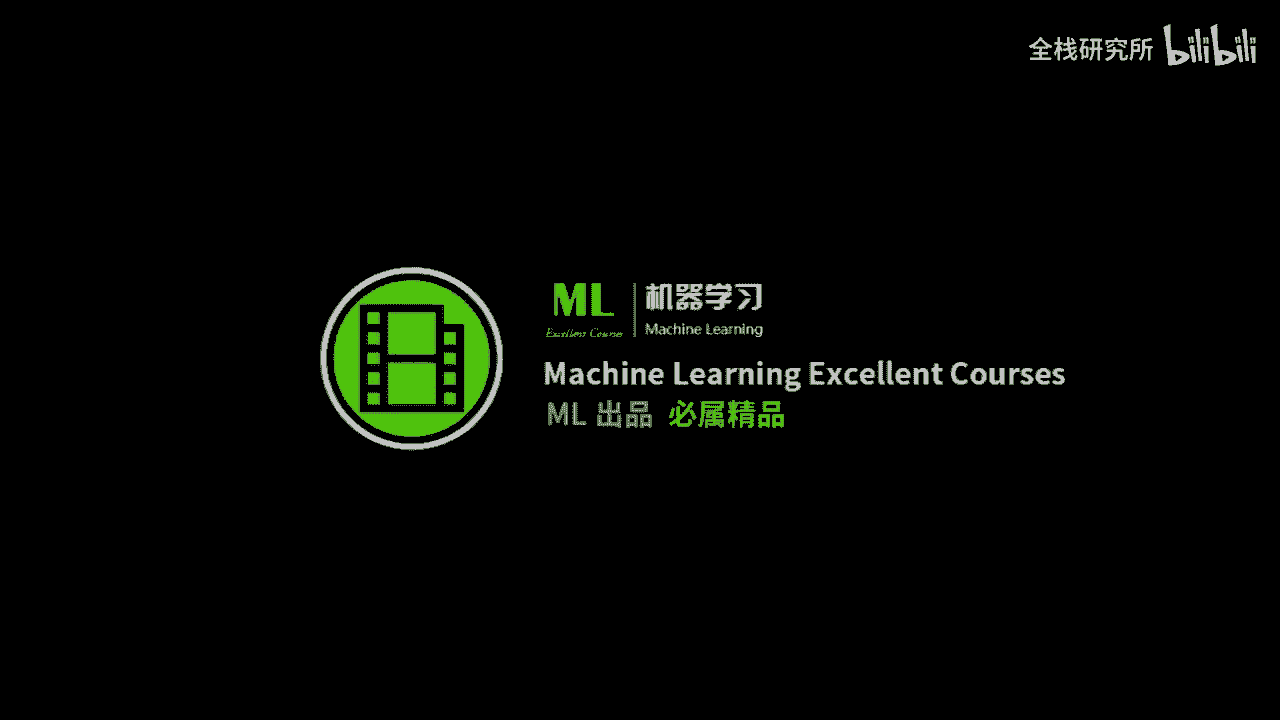 全栈研究所 bilibili
ML 机器学习
Excellent Courses Machine Learning
Machine Learning Excellent Courses
ML 出品 必属精品